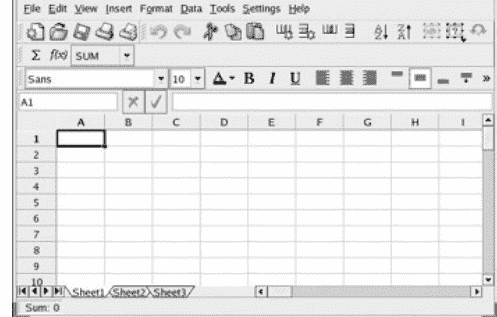 File Edit View Insert Format Data Tools Settings Help
Σ f(x) SUM
Sans 10 A B I U »
A1
A B C D E F G H I
1
2
3
4
5
6
7
8
9
10
Sheet1 Sheet2 Sheet3
Sum: 0